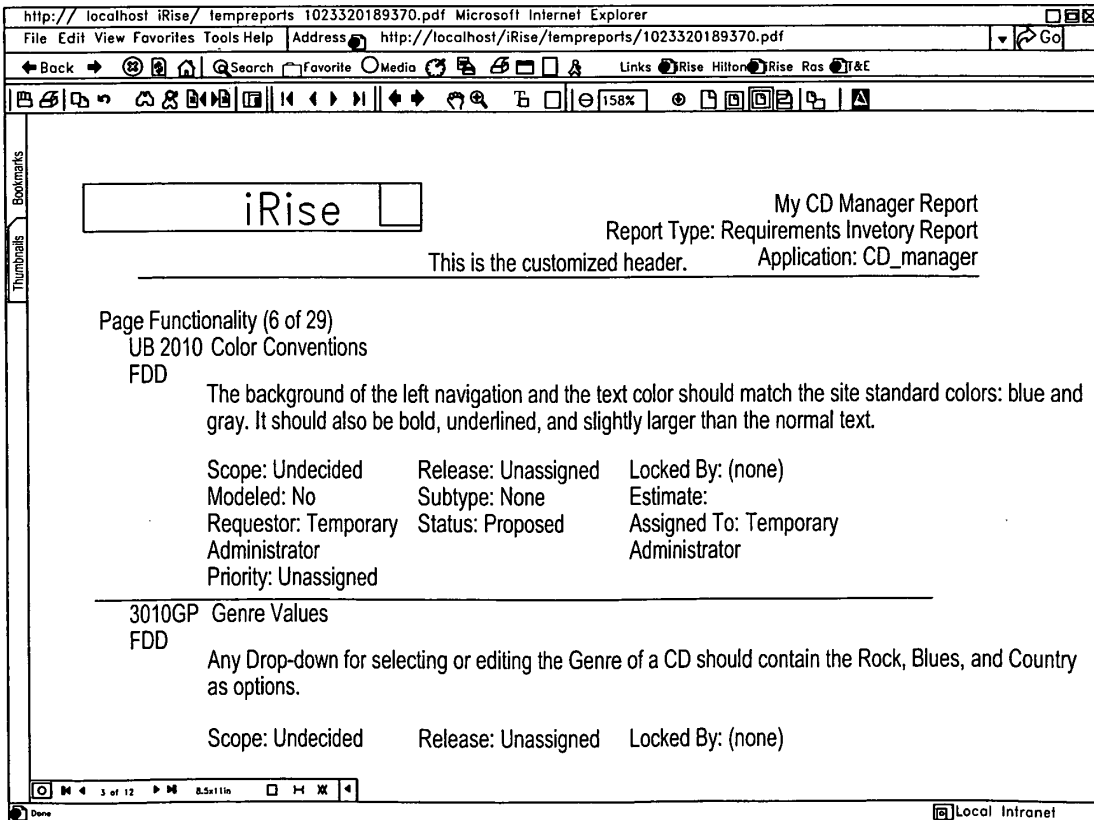 http:// localhost iRise/ tempreports 1023320189370.pdf Microsoft Internet Explorer
File Edit View Favorites Tools Help Address http://localhost/iRise/tempreports/1023320189370.pdf Go
Back Search Favorite Media Links iRise Hilton iRise Ras T&E
158%
Bookmarks
Thumbnails
iRise
My CD Manager Report
Report Type: Requirements Invetory Report
This is the customized header. Application: CD_manager
Page Functionality (6 of 29)
UB 2010 Color Conventions
FDD
The background of the left navigation and the text color should match the site standard colors: blue and
gray. It should also be bold, underlined, and slightly larger than the normal text.
Scope: Undecided Release: Unassigned Locked By: (none)
Modeled: No Subtype: None Estimate:
Requestor: Temporary Status: Proposed Assigned To: Temporary
Administrator Administrator
Priority: Unassigned
3010GP Genre Values
FDD
Any Drop-down for selecting or editing the Genre of a CD should contain the Rock, Blues, and Country
as options.
Scope: Undecided Release: Unassigned Locked By: (none)
3 of 12 8.5x11in
Done Local Intranet